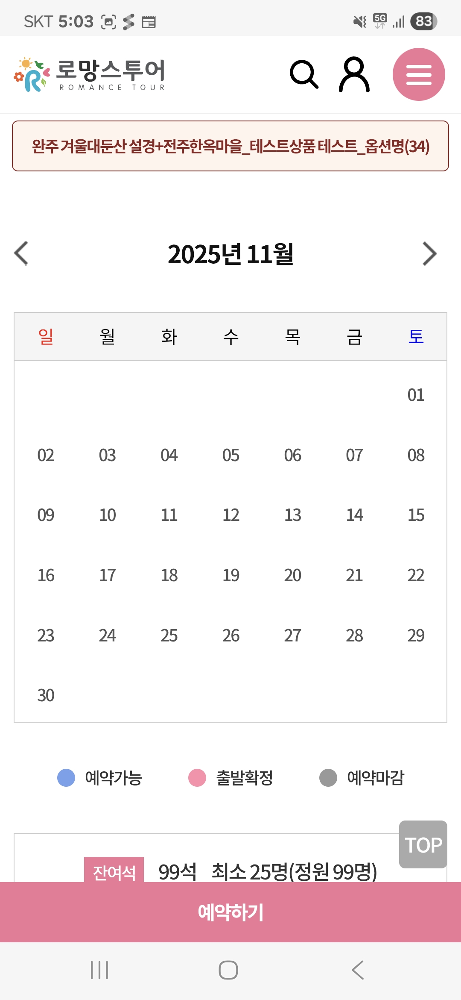 SKT 5:03 5G 83
로망스투어
ROMANCE TOUR
완주 겨울대둔산 설경+전주한옥마을_테스트상품 테스트_옵션명(34)
2025년 11월
일 월 화 수 목 금 토
01
02 03 04 05 06 07 08
09 10 11 12 13 14 15
16 17 18 19 20 21 22
23 24 25 26 27 28 29
30
예약가능 출발확정 예약마감
TOP
잔여석 99석 최소 25명(정원 99명)
예약하기